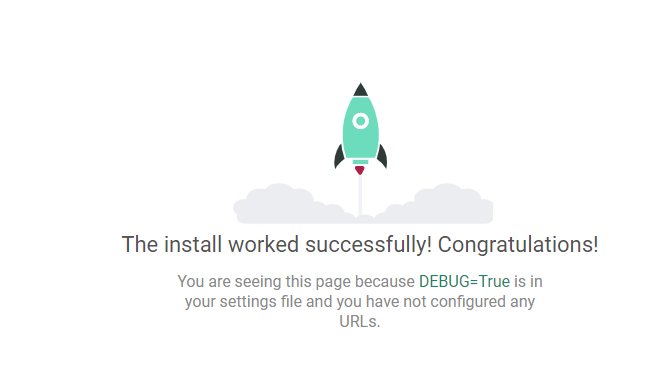 The install worked successfully! Congratulations!
You are seeing this page because DEBUG=True is in
your settings file and you have not configured any
URLs.